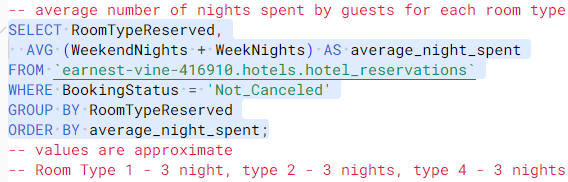 -- average number of nights spent by guests for each room type
SELECT RoomTypeReserved,
  AVG (WeekendNights + WeekNights) AS average_night_spent
FROM `earnest-vine-416910.hotels.hotel_reservations`
WHERE BookingStatus = 'Not_Canceled'
GROUP BY RoomTypeReserved
ORDER BY average_night_spent;
-- values are approximate
-- Room Type 1 - 3 night, type 2 - 3 nights, type 4 - 3 nights